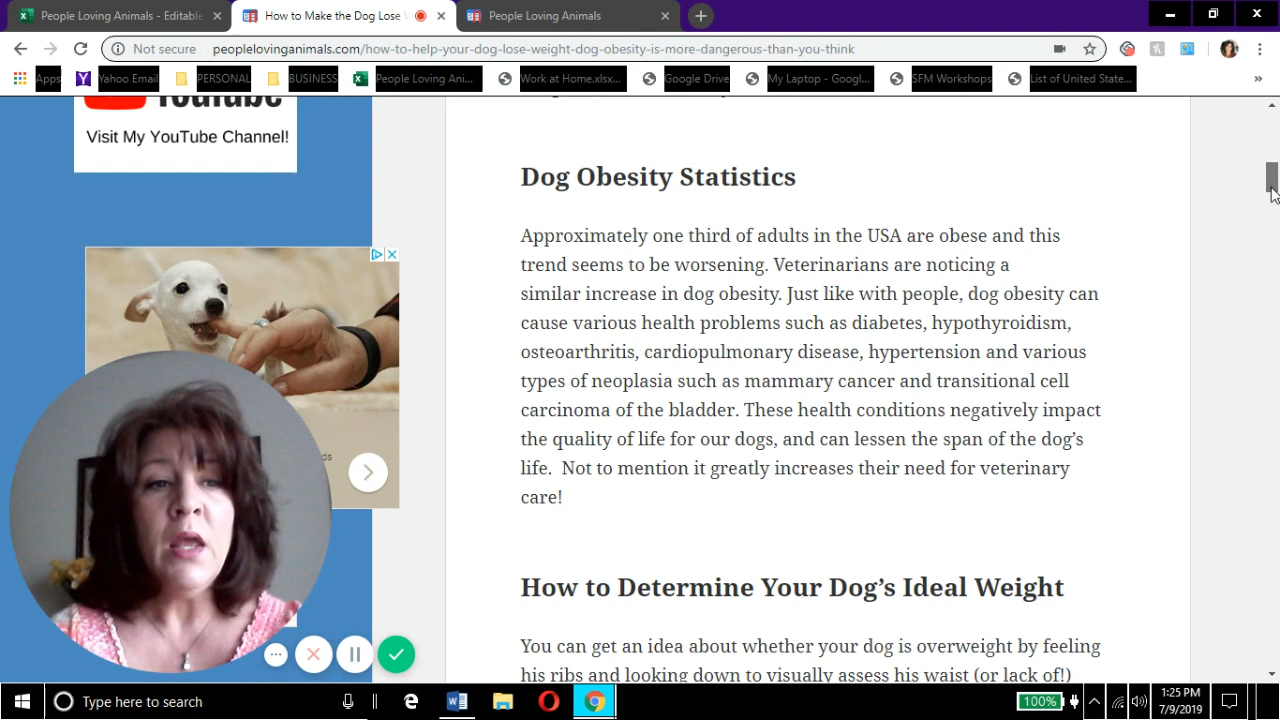 People Loving Animals - Editable
How to Make the Dog Lose
People Loving Animals
Not secure
peoplelovinganimals.com/how-to-help-your-dog-lose-weight-dog-obesity-is-more-dangerous-than-you-think
Apps
Yahoo Email
PERSONAL
BUSINESS
People Loving Ani...
Work at Home.xlsx...
Google Drive
My Laptop - Googl...
SFM Workshops
List of United State...
»
YouTube
Visit My YouTube Channel!
Dog Obesity Statistics
Approximately one third of adults in the USA are obese and this
trend seems to be worsening. Veterinarians are noticing a
similar increase in dog obesity. Just like with people, dog obesity can
cause various health problems such as diabetes, hypothyroidism,
osteoarthritis, cardiopulmonary disease, hypertension and various
types of neoplasia such as mammary cancer and transitional cell
carcinoma of the bladder. These health conditions negatively impact
the quality of life for our dogs, and can lessen the span of the dog's
life. Not to mention it greatly increases their need for veterinary
care!
How to Determine Your Dog's Ideal Weight
You can get an idea about whether your dog is overweight by feeling
his ribs and looking down to visually assess his waist (or lack of!)
Type here to search
100%
1:25 PM
7/9/2019